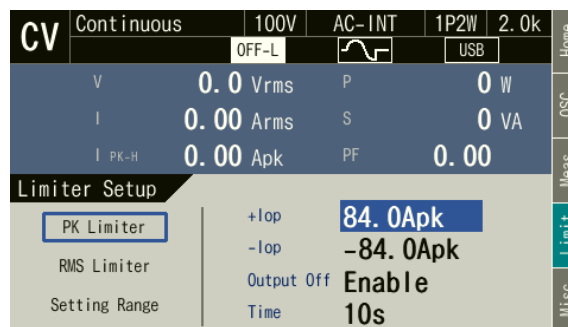 CV Continuous 100V AC-INT 1P2W 2.0k
OFF-L USB
V 0.0 Vrms P 0 W
I 0.00 Arms S 0 VA
I PK-H 0.00 Apk PF 0.00
Limiter Setup
PK Limiter
RMS Limiter
Setting Range
+Iop 84.0Apk
-Iop -84.0Apk
Output Off Enable
Time 10s
Home
OSC
Meas
Limit
Misc